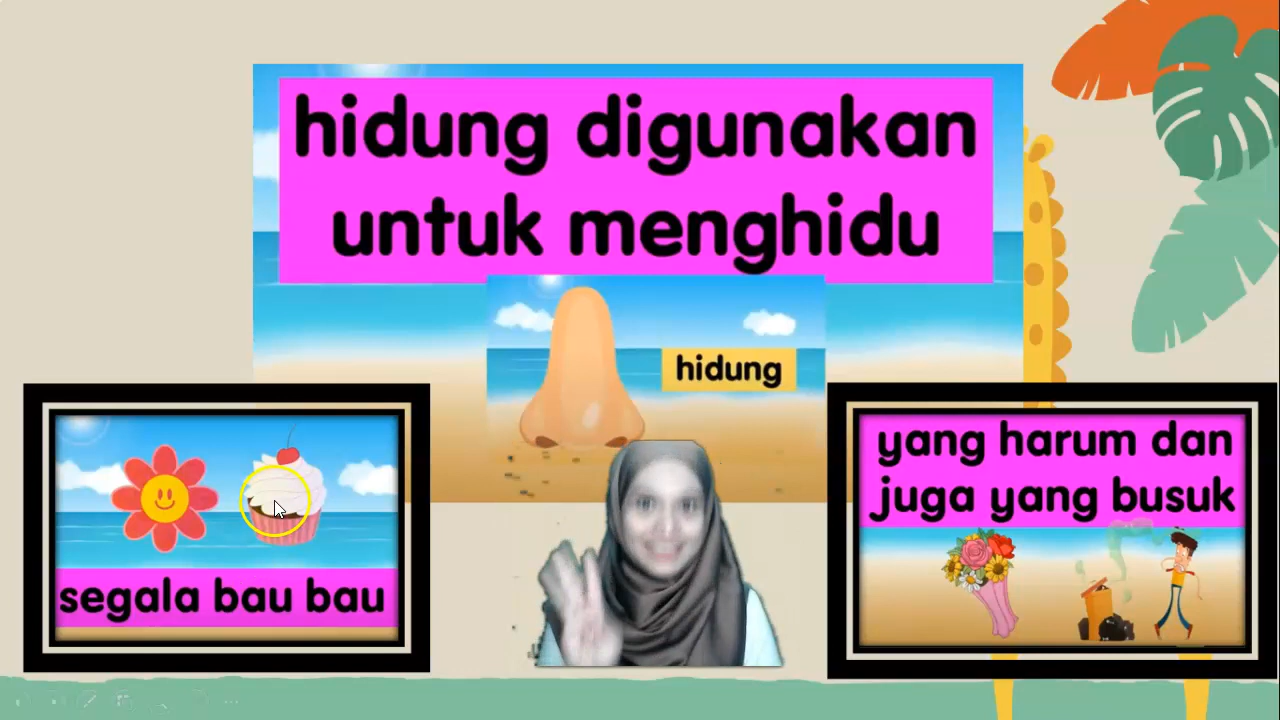 hidung digunakan
untuk menghidu
hidung
segala bau bau
yang harum dan
juga yang busuk